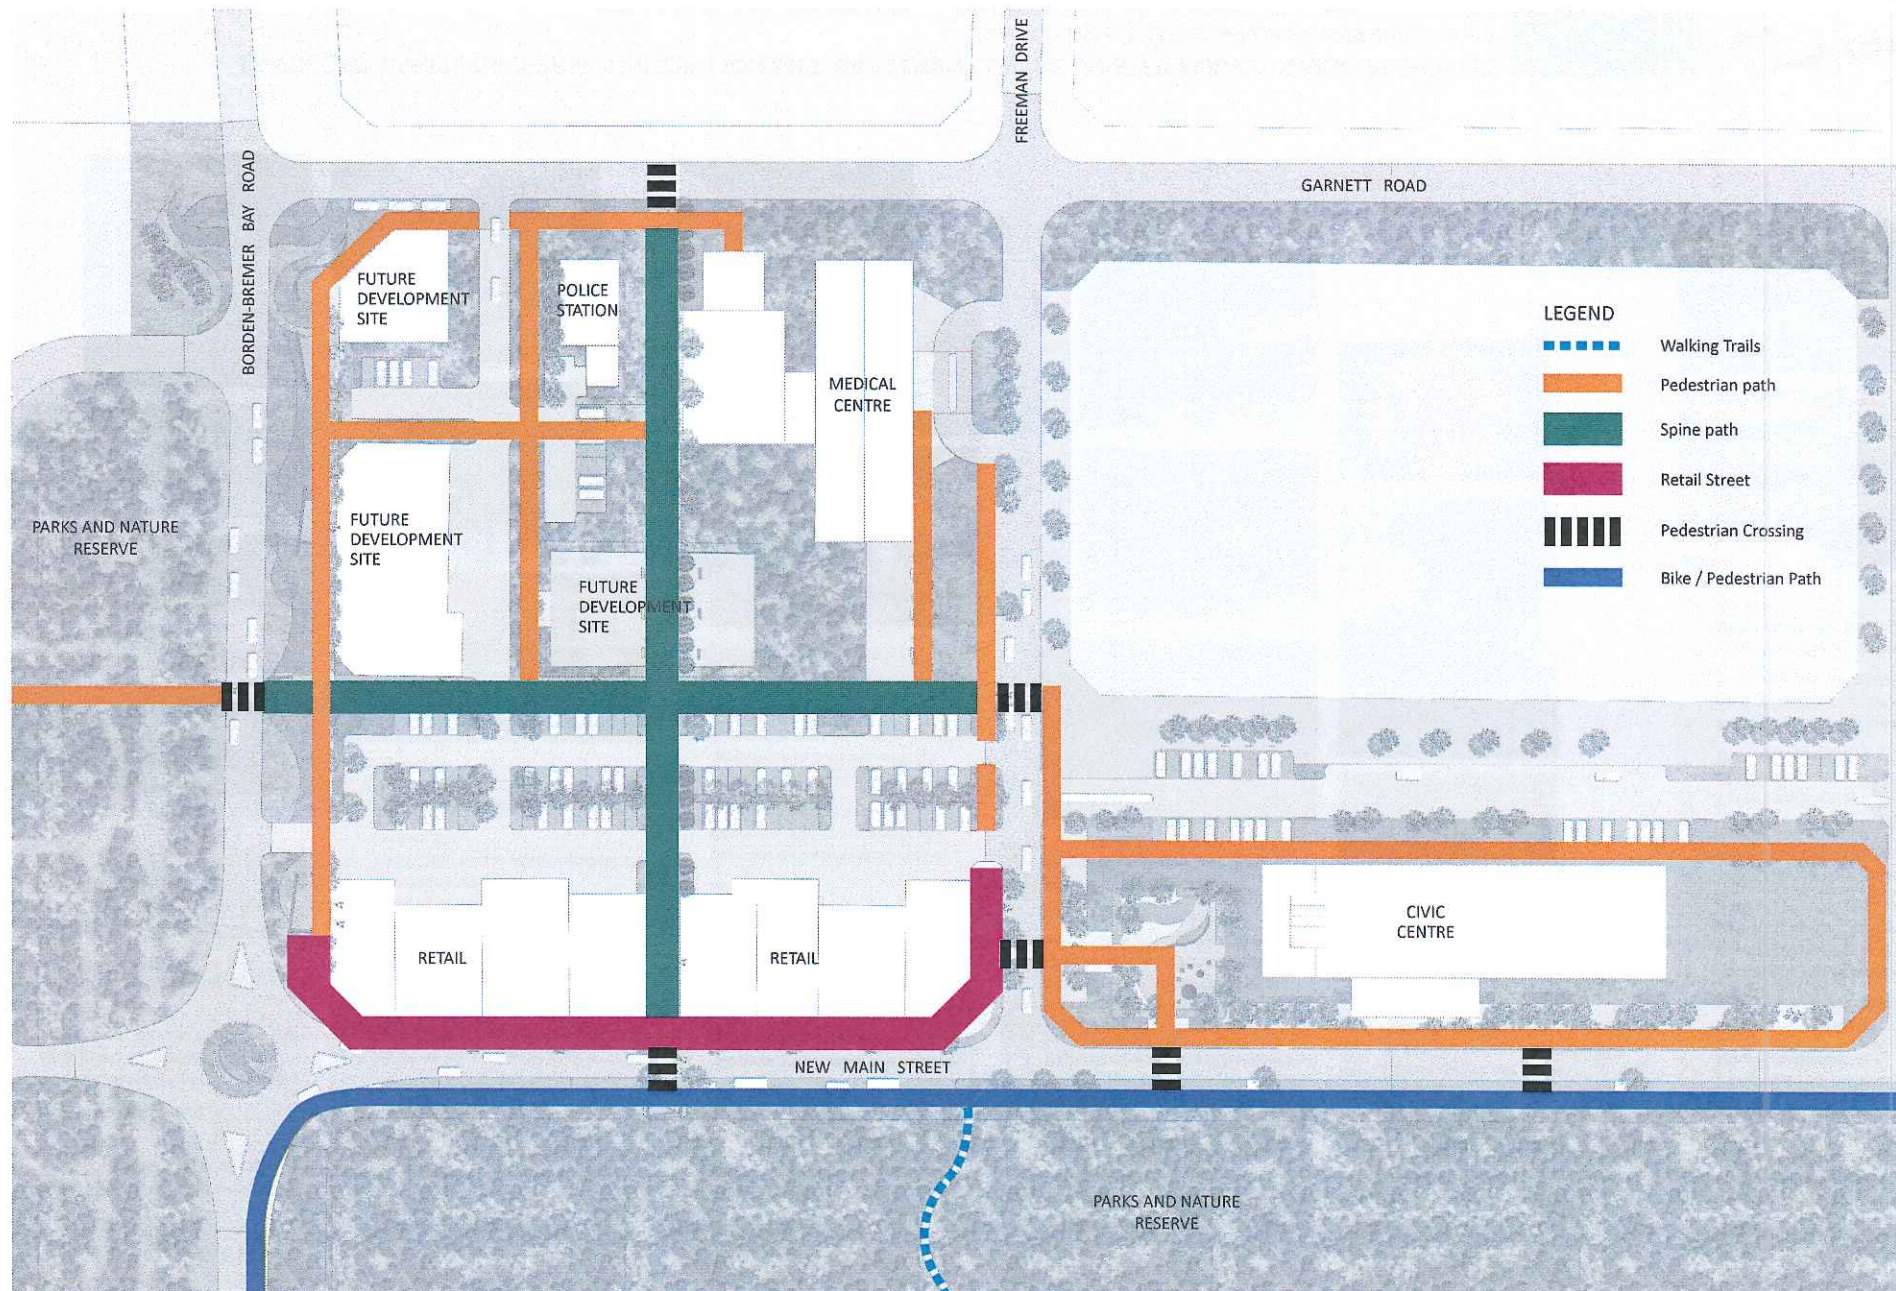 FREEMAN DRIVE
BORDEN-BREMER BAY ROAD
GARNETT ROAD
FUTURE
DEVELOPMENT
SITE
POLICE
STATION
MEDICAL
CENTRE
LEGEND
Walking Trails
Pedestrian path
Spine path
Retail Street
Pedestrian Crossing
Bike / Pedestrian Path
PARKS AND NATURE
RESERVE
FUTURE
DEVELOPMENT
SITE
FUTURE
DEVELOPMENT
SITE
RETAIL
RETAIL
CIVIC
CENTRE
NEW MAIN STREET
PARKS AND NATURE
RESERVE